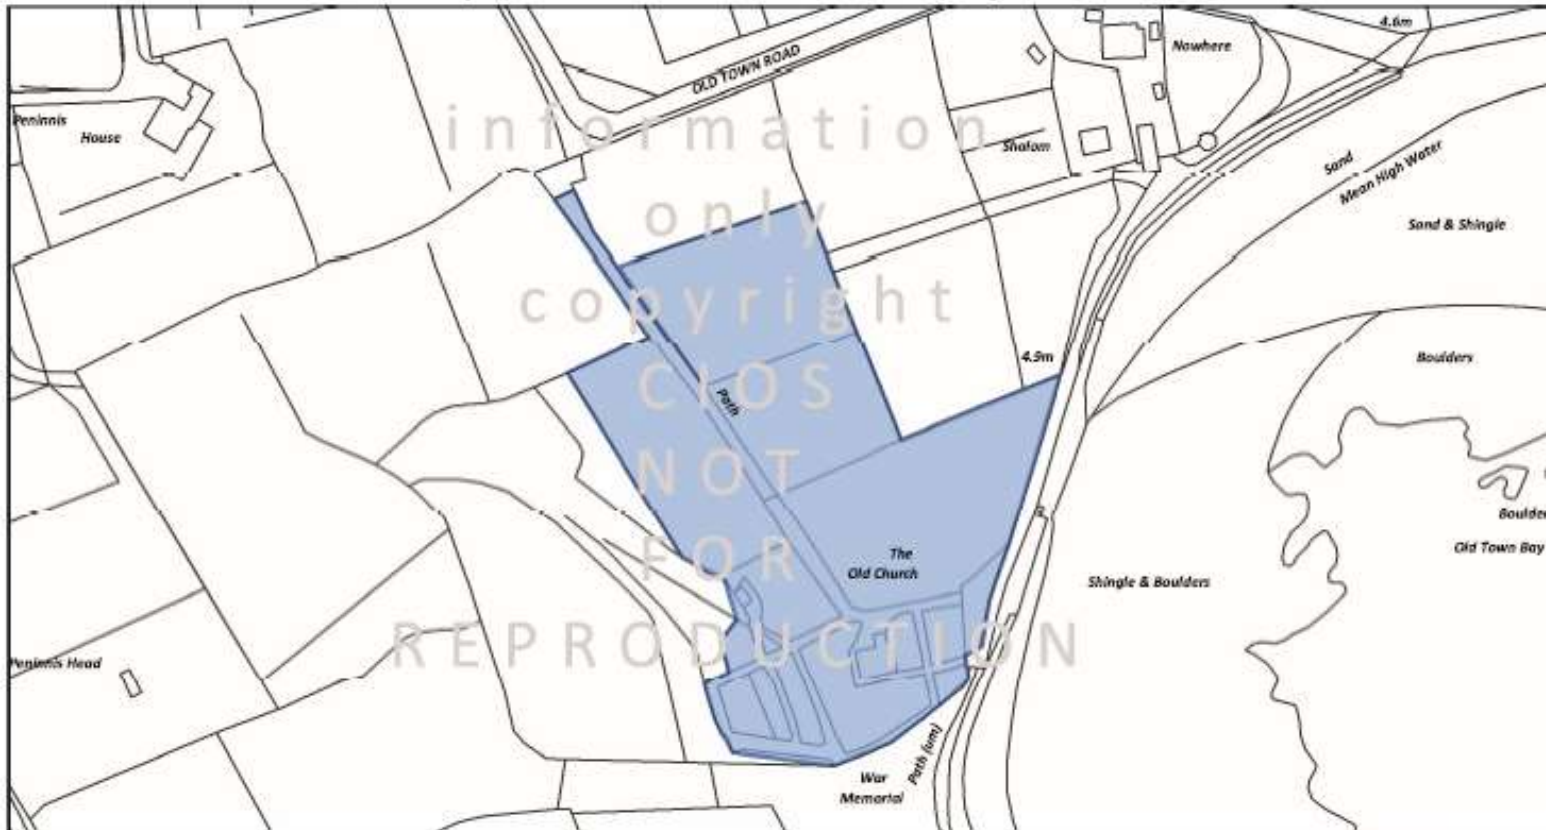 4.6m
Nowhere
OLD TOWN ROAD
Peninnis
House
information
Shalom
Sand
Mean High Water
only
Sand & Shingle
copyright
4.9m
Boulders
CIOS
Path
NOT
Old Town Bay
The
Old Church
FOR
Shingle & Boulders
REPRODUCTION
Peninnis Head
Path (um)
War
Memorial